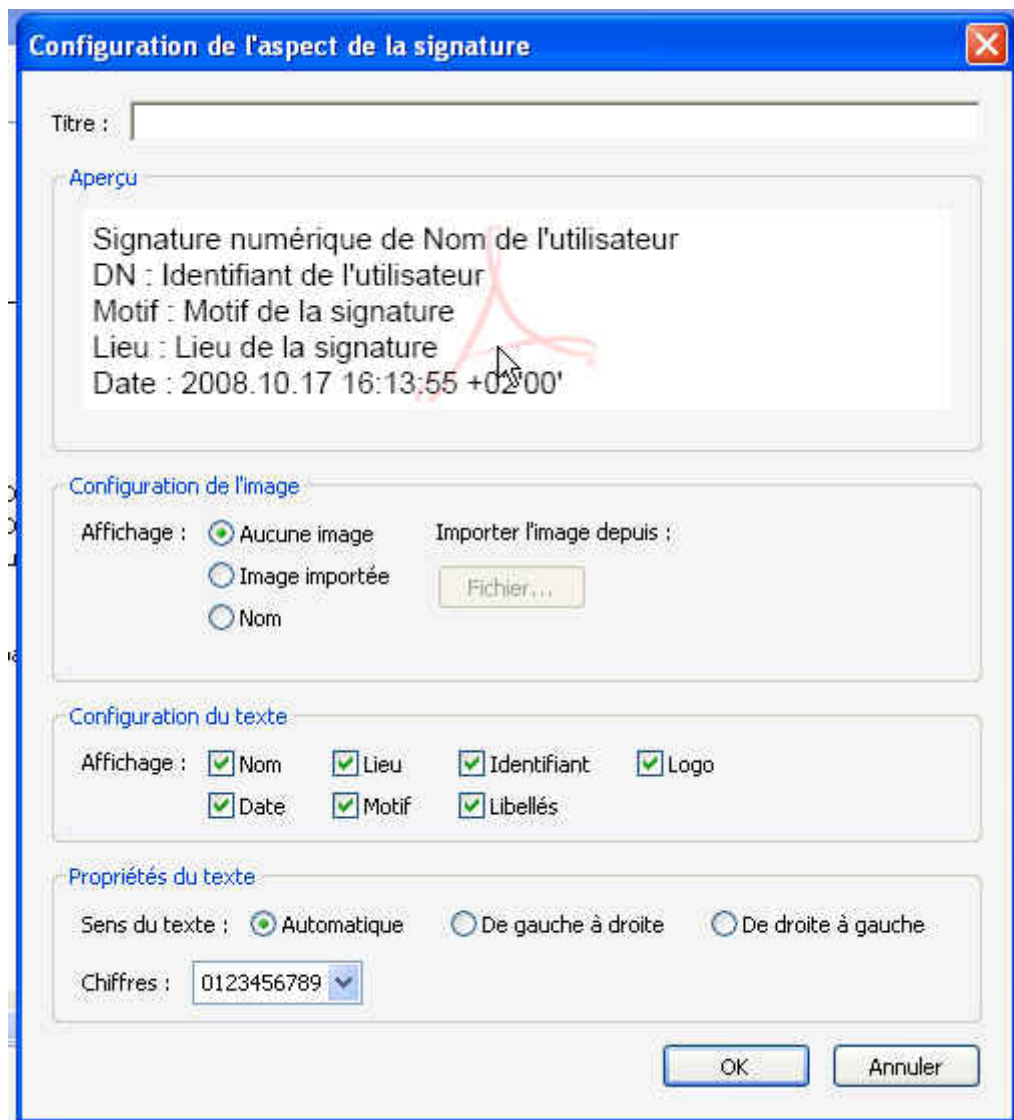 Configuration de l'aspect de la signature
Titre :
Aperçu
Signature numérique de Nom de l'utilisateur
DN : Identifiant de l'utilisateur
Motif : Motif de la signature
Lieu : Lieu de la signature
Date : 2008.10.17 16:13:55 +02'00'
Configuration de l'image
Affichage : Aucune image Importer l'image depuis :
Image importée Fichier...
Nom
Configuration du texte
Affichage : Nom Lieu Identifiant Logo
Date Motif Libellés
Propriétés du texte
Sens du texte : Automatique De gauche à droite De droite à gauche
Chiffres : 0123456789
OK Annuler